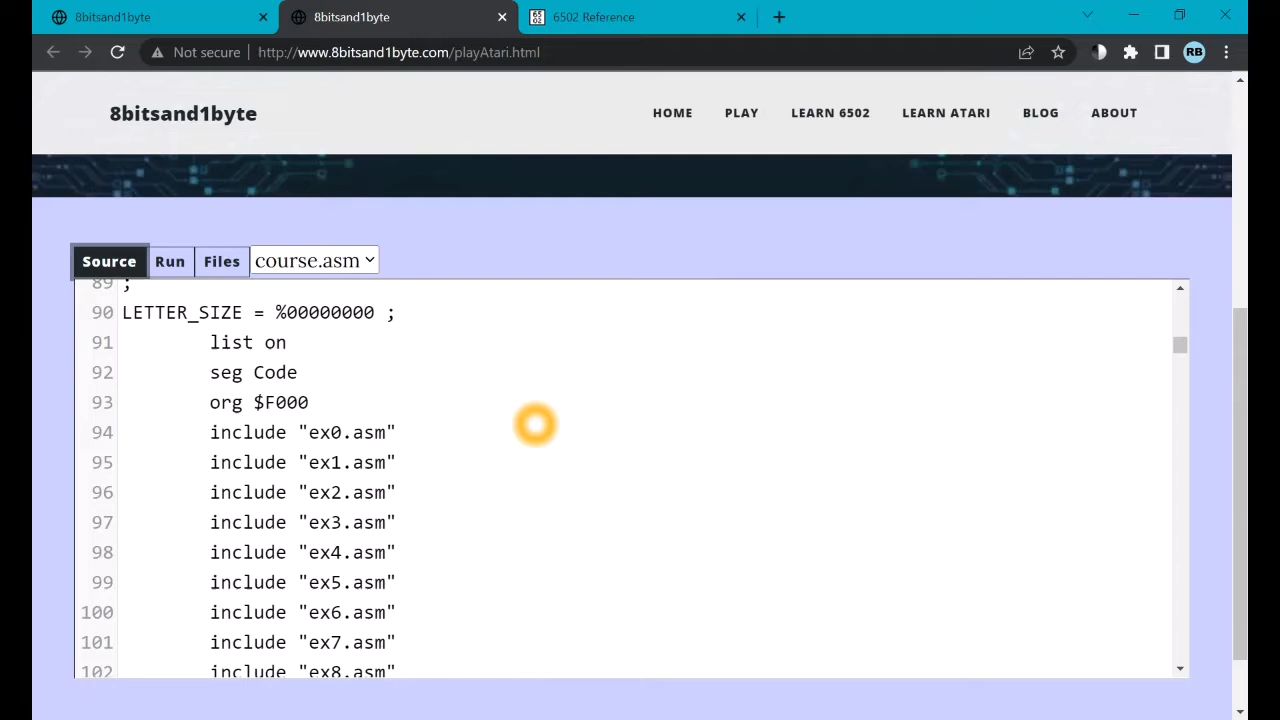 8bitsand1byte
8bitsand1byte
6502 Reference
65
02
Not secure
http://www.8bitsand1byte.com/playAtari.html
RB
8bitsand1byte
HOME PLAY LEARN 6502 LEARN ATARI BLOG ABOUT
Source Run Files course.asm
89 ;
90 LETTER_SIZE = %00000000 ;
91 list on
92 seg Code
93 org $F000
94 include "ex0.asm"
95 include "ex1.asm"
96 include "ex2.asm"
97 include "ex3.asm"
98 include "ex4.asm"
99 include "ex5.asm"
100 include "ex6.asm"
101 include "ex7.asm"
102 include "ex8.asm"